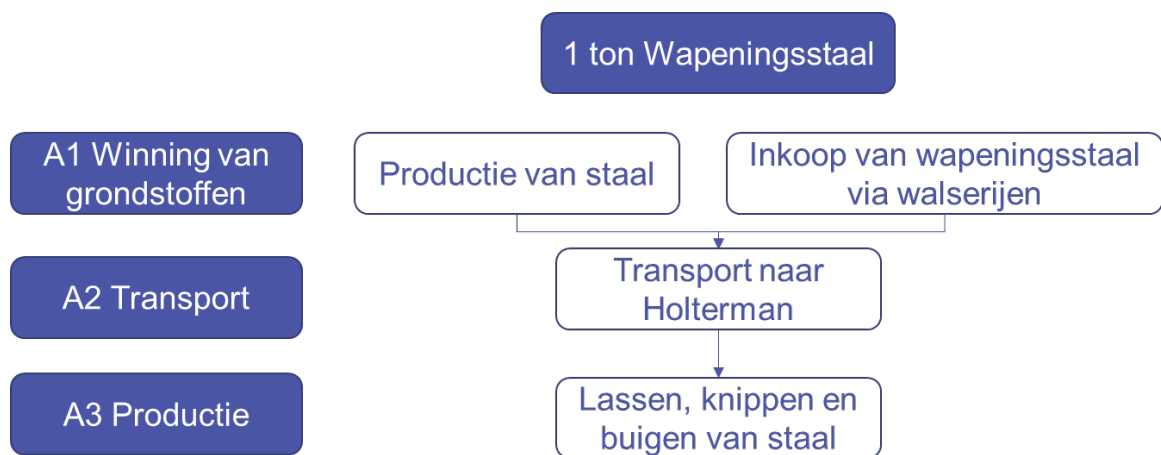 1 ton Wapeningsstaal
A1 Winning van
grondstoffen
Productie van staal
Inkoop van wapeningsstaal
via walserijen
A2 Transport
Transport naar
Holterman
A3 Productie
Lassen, knippen en
buigen van staal